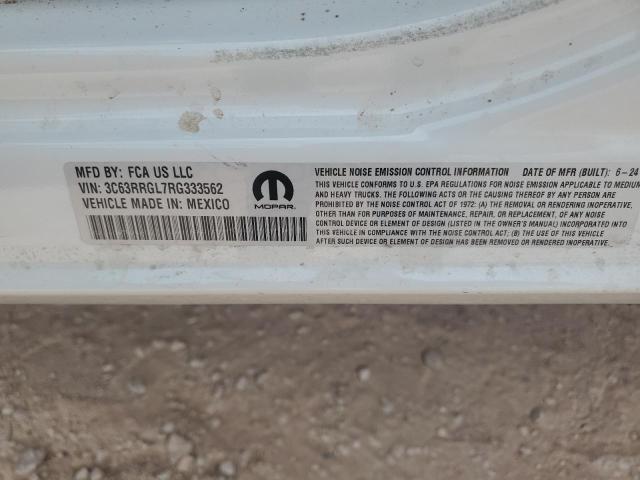 MFD BY: FCA US LLC
VIN: 3C63RRGL7RG333562
VEHICLE MADE IN: MEXICO
MOPAR
VEHICLE NOISE EMISSION CONTROL INFORMATION DATE OF MFR (BUILT): 6-24
THIS VEHICLE CONFORMS TO U.S. EPA REGULATIONS FOR NOISE EMISSION APPLICABLE TO MEDIUM
AND HEAVY TRUCKS. THE FOLLOWING ACTS OR CAUSING THEREOF BY ANY PERSON ARE
PROHIBITED BY THE NOISE CONTROL ACT OF 1972: (A) THE REMOVAL OR RENDERING INOPERATIVE,
OTHER THAN FOR PURPOSES OF MAINTENANCE, REPAIR, OR REPLACEMENT, OF ANY NOISE
CONTROL DEVICE OR ELEMENT OF DESIGN (LISTED IN THE OWNER'S MANUAL) INCORPORATED INTO
THIS VEHICLE IN COMPLIANCE WITH THE NOISE CONTROL ACT; (B) THE USE OF THIS VEHICLE
AFTER SUCH DEVICE OR ELEMENT OF DESIGN HAS BEEN REMOVED OR RENDERED INOPERATIVE.